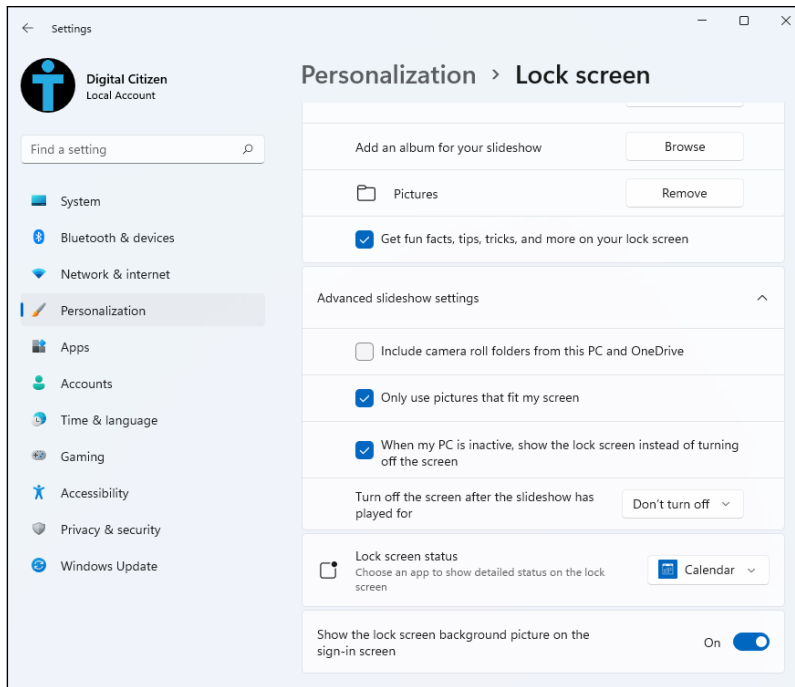 Settings
Digital Citizen
Local Account
Find a setting
System
Bluetooth & devices
Network & internet
Personalization
Apps
Accounts
Time & language
Gaming
Accessibility
Privacy & security
Windows Update
Personalization > Lock screen
Add an album for your slideshow
Browse
Pictures
Remove
Get fun facts, tips, tricks, and more on your lock screen
Advanced slideshow settings
Include camera roll folders from this PC and OneDrive
Only use pictures that fit my screen
When my PC is inactive, show the lock screen instead of turning
off the screen
Turn off the screen after the slideshow has
played for
Don't turn off
Lock screen status
Choose an app to show detailed status on the lock
screen
Calendar
Show the lock screen background picture on the
sign-in screen
On